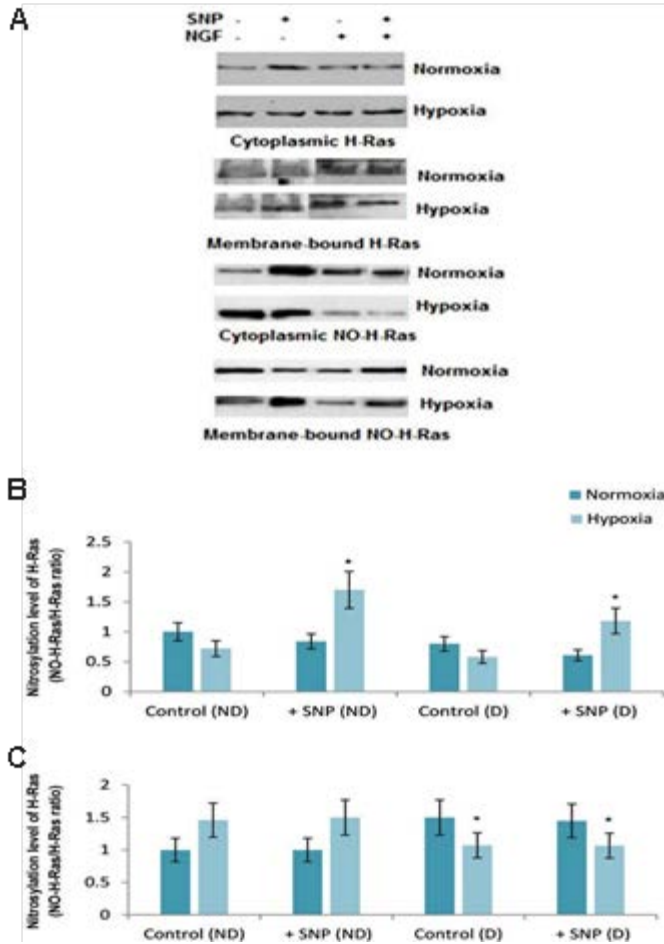 A
SNP - + - +
NGF - - + +
Normoxia
Hypoxia
Cytoplasmic H-Ras
Normoxia
Hypoxia
Membrane-bound H-Ras
Normoxia
Hypoxia
Cytoplasmic NO-H-Ras
Normoxia
Hypoxia
Membrane-bound NO-H-Ras
B
Normoxia
Hypoxia
Nitrosylation level of H-Ras
(NO-H-Ras/H-Ras ratio)
2.5
2
1.5
1
0.5
0
*
*
Control (ND)
+ SNP (ND)
Control (D)
+ SNP (D)
C
Nitrosylation level of H-Ras
(NO-H-Ras/H-Ras ratio)
2
1.5
1
0.5
0
*
*
Control (ND)
+ SNP (ND)
Control (D)
+ SNP (D)